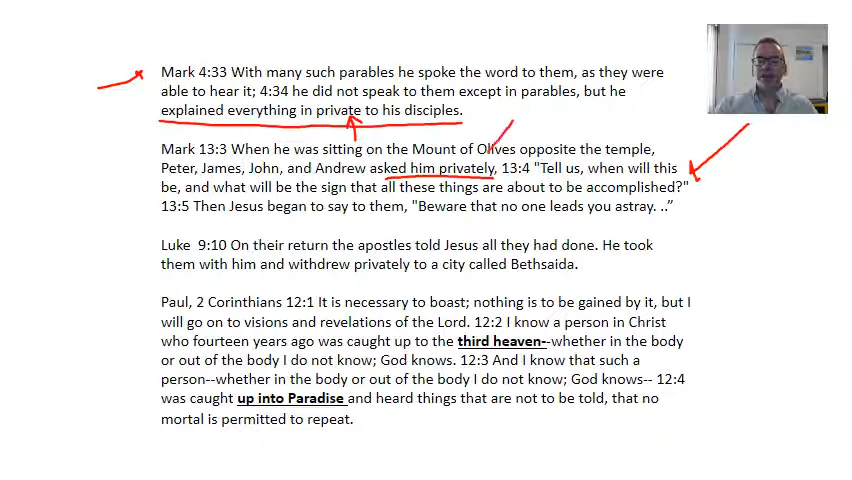 Mark 4:33 With many such parables he spoke the word to them, as they were
able to hear it; 4:34 he did not speak to them except in parables, but he
explained everything in private to his disciples.
Mark 13:3 When he was sitting on the Mount of Olives opposite the temple,
Peter, James, John, and Andrew asked him privately, 13:4 "Tell us, when will this
be, and what will be the sign that all these things are about to be accomplished?"
13:5 Then Jesus began to say to them, "Beware that no one leads you astray. ..”
Luke  9:10 On their return the apostles told Jesus all they had done. He took
them with him and withdrew privately to a city called Bethsaida.
Paul, 2 Corinthians 12:1 It is necessary to boast; nothing is to be gained by it, but I
will go on to visions and revelations of the Lord. 12:2 I know a person in Christ
who fourteen years ago was caught up to the third heaven--whether in the body
or out of the body I do not know; God knows. 12:3 And I know that such a
person--whether in the body or out of the body I do not know; God knows-- 12:4
was caught up into Paradise and heard things that are not to be told, that no
mortal is permitted to repeat.